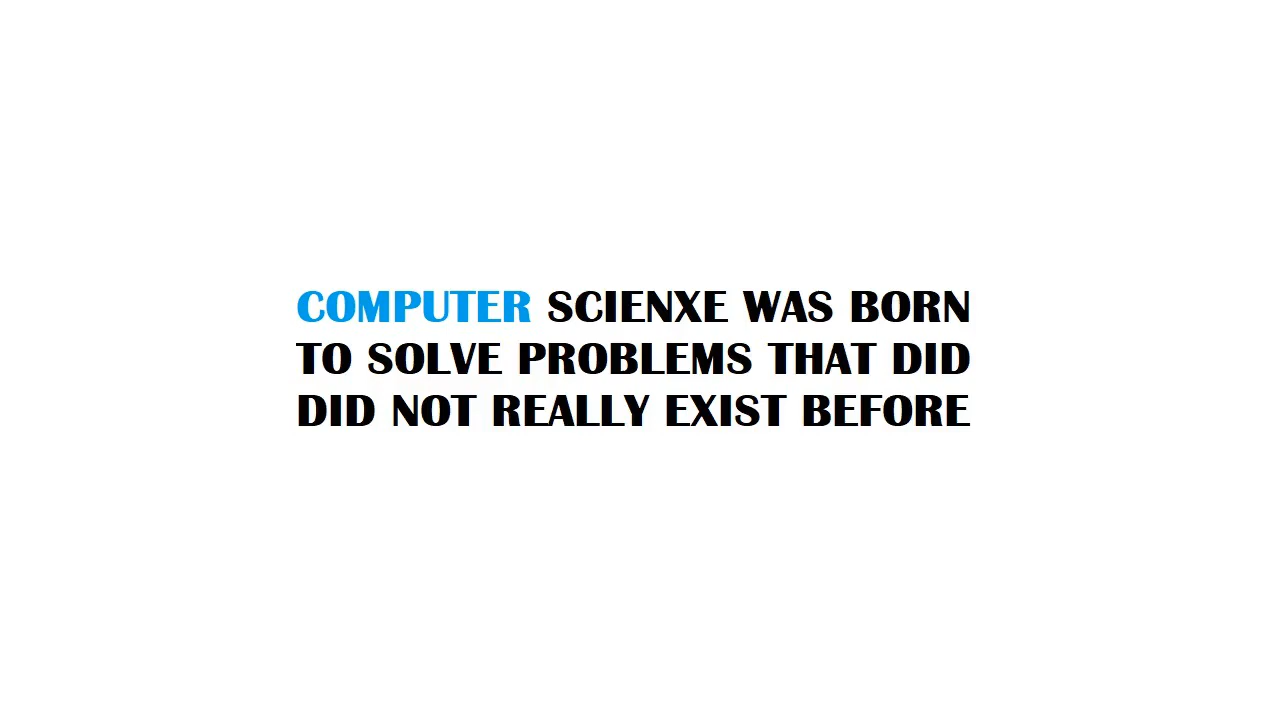 COMPUTER SCIENXE WAS BORN
TO SOLVE PROBLEMS THAT DID
DID NOT REALLY EXIST BEFORE